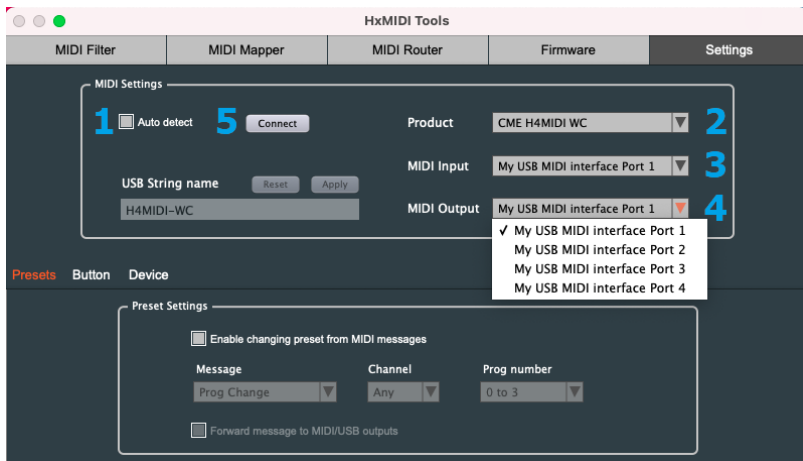 HxMIDI Tools
MIDI Filter MIDI Mapper MIDI Router Firmware Settings
MIDI Settings
1 Auto detect 5 Connect Product CME H4MIDI WC 2
MIDI Input My USB MIDI interface Port 1 3
USB String name Reset Apply
H4MIDI-WC MIDI Output My USB MIDI interface Port 1 4
✓ My USB MIDI interface Port 1
My USB MIDI interface Port 2
My USB MIDI interface Port 3
My USB MIDI interface Port 4
Presets Button Device
Preset Settings
Enable changing preset from MIDI messages
Message Channel Prog number
Prog Change Any 0 to 3
Forward message to MIDI/USB outputs